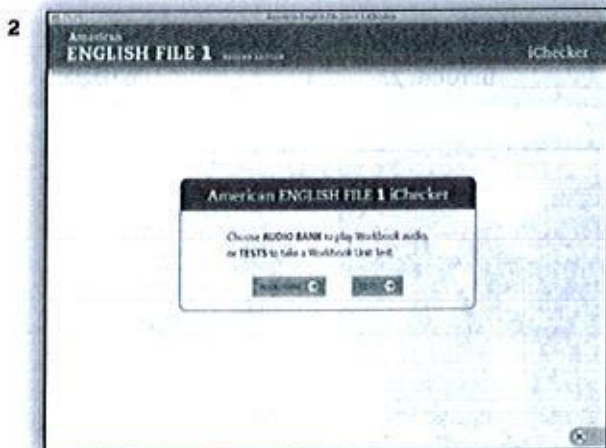 2
American
ENGLISH FILE 1
iChecker
American ENGLISH FILE 1 iChecker
Choose AUDIO BANK to play Workbook audio,
or TESTS to take a Workbook Unit Test.